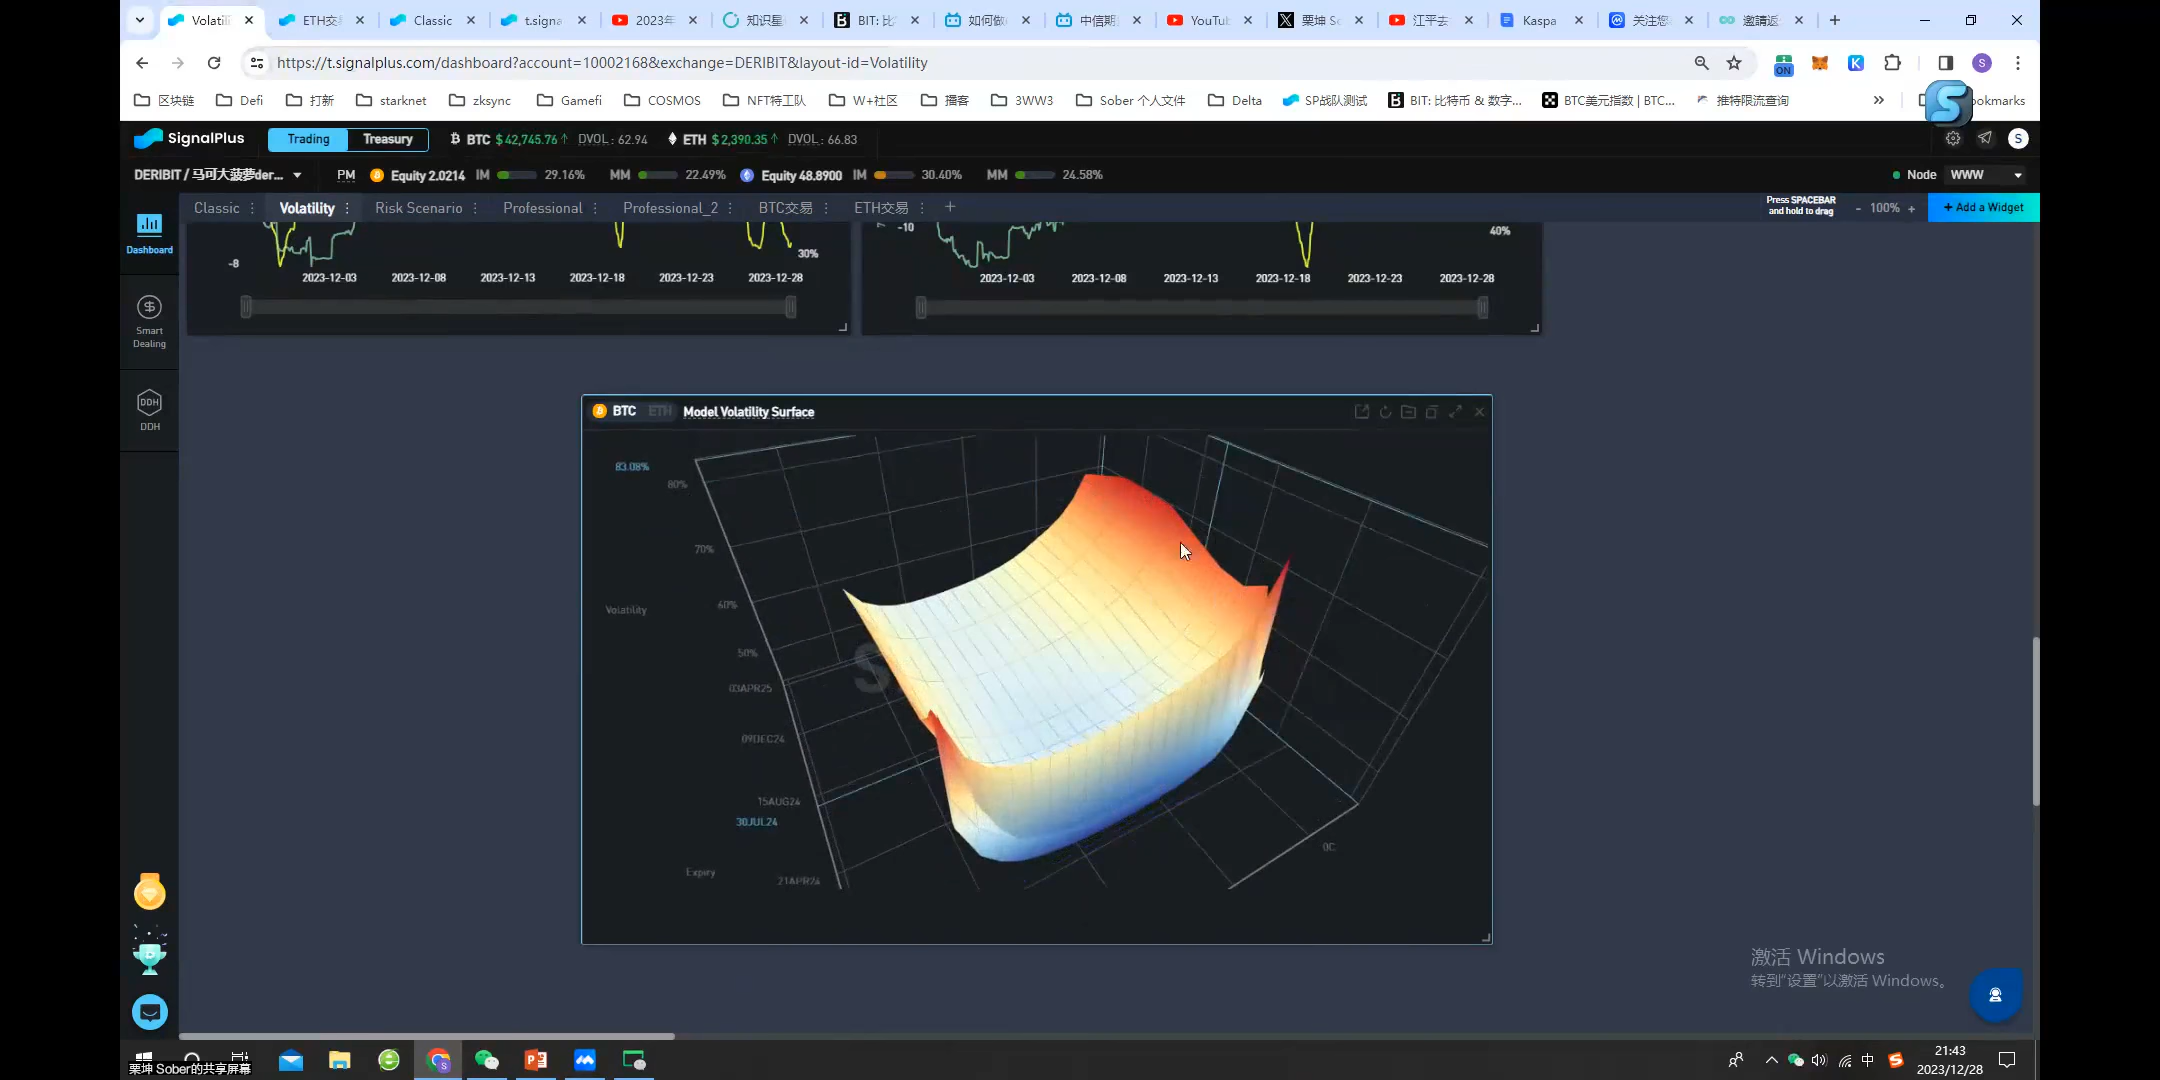 Volatili
ETH交
Classic
t.signa
2023年
知识星
BIT: 比
如何做
中信期
YouTub
栗坤 So
江平去
Kaspa
关注您
邀請返
https://t.signalplus.com/dashboard?account=10002168&exchange=DERIBIT&layout-id=Volatility
区块链 Defi 打新 starknet zksync Gamefi COSMOS NFT特工队 W+社区 播客 3WW3 Sober 个人文件 Delta SP战队测试 BIT: 比特币 & 数字... BTC美元指数 | BTC... 推特限流查询 » ookmarks
SignalPlus Trading Treasury BTC $ 42,745.76 ↑ DVOL : 62.94 ETH $ 2,390.35 ↑ DVOL : 66.83
DERIBIT / 马可大菠萝der... PM Equity 2.0214 IM 29.16% MM 22.49% Equity 48.8900 IM 30.40% MM 24.58% Node WWW
Classic Volatility Risk Scenario Professional Professional_2 BTC交易 ETH交易 +
Press SPACEBAR
and hold to drag
- 100% +
+ Add a Widget
Dashboard
Smart
Dealing
DDH
DDH
-8
30%
2023-12-03 2023-12-08 2023-12-13 2023-12-18 2023-12-23 2023-12-28
-10
40%
2023-12-03 2023-12-08 2023-12-13 2023-12-18 2023-12-23 2023-12-28
BTC ETH Model Volatility Surface
83.08%
80%
70%
60%
Volatility
50%
03APR25
09DEC24
15AUG24
30JUL24
Expiry
21APR24
0C
激活 Windows
转到"设置"以激活 Windows。
栗坤 Sober的共享屏幕
中
21:43
2023/12/28